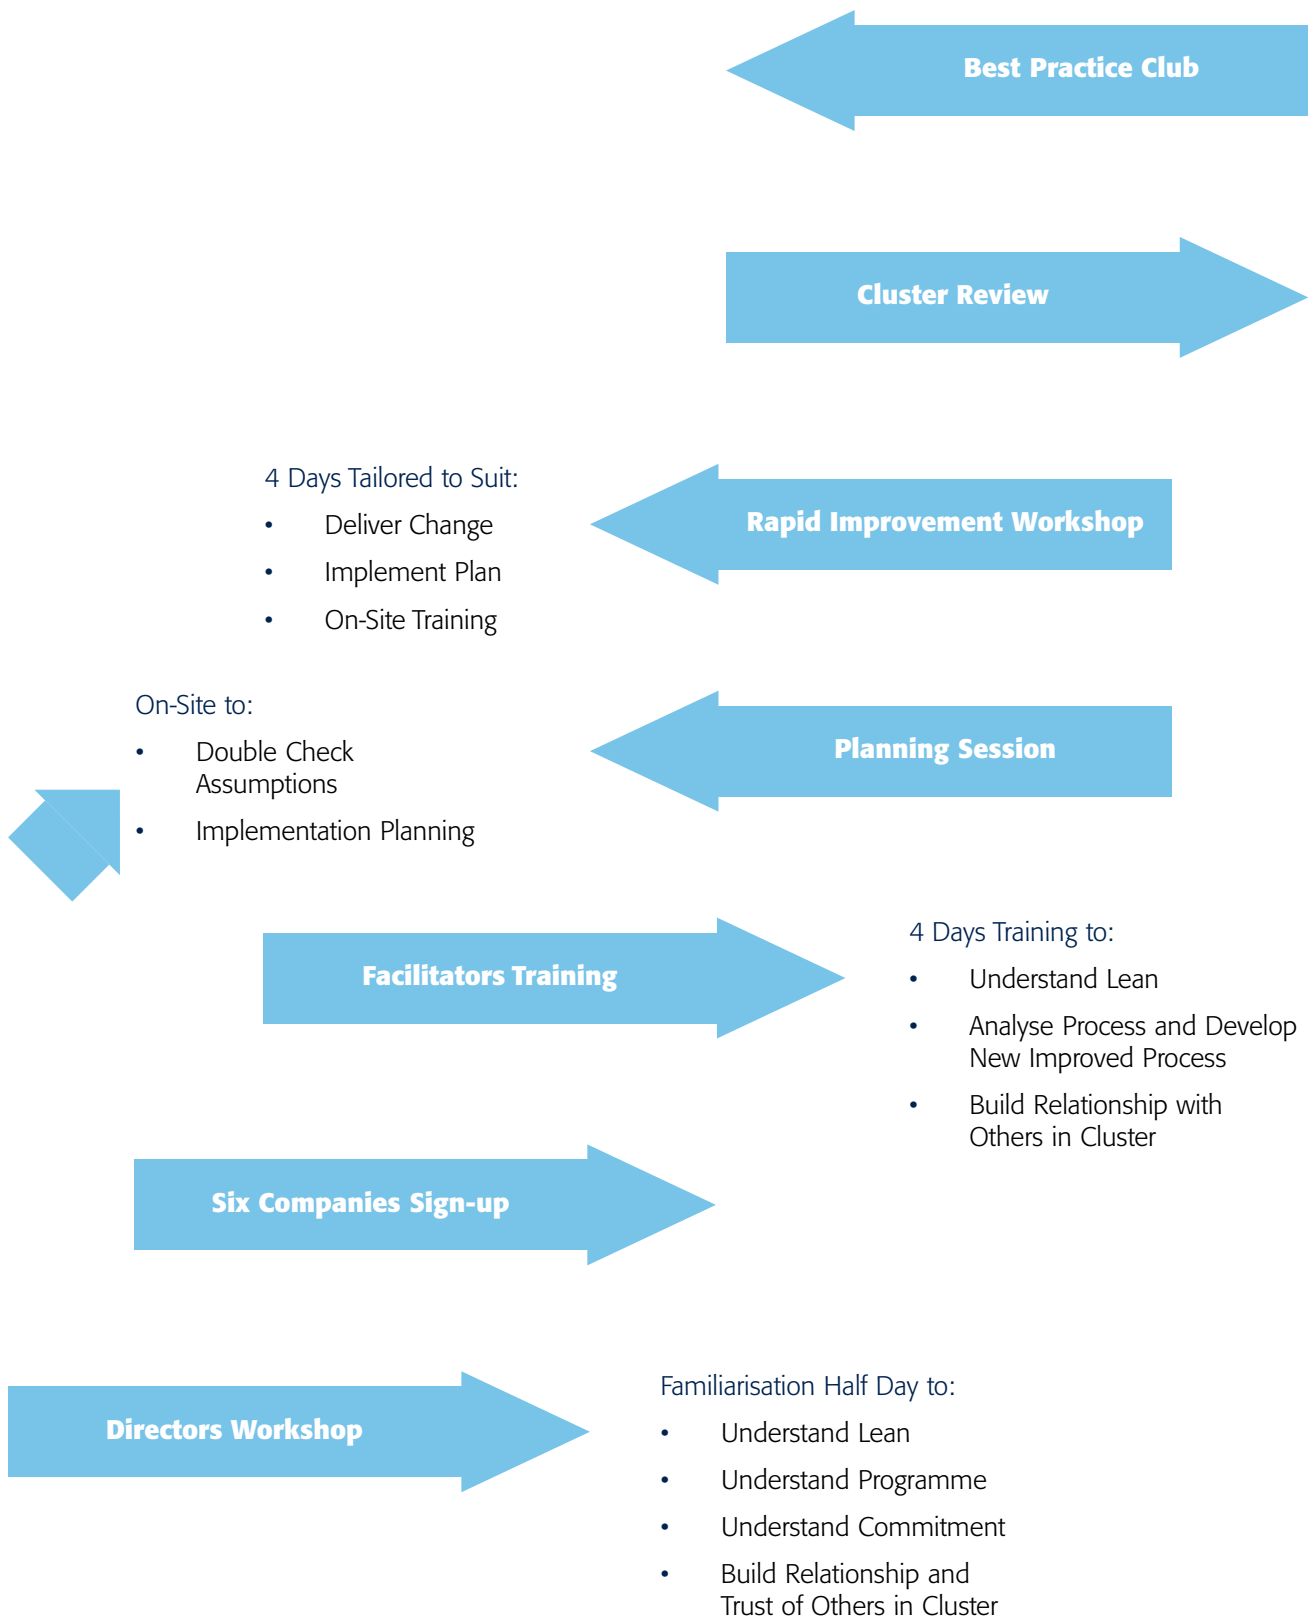 Best Practice Club
Cluster Review
4 Days Tailored to Suit:
• Deliver Change
• Implement Plan
• On-Site Training
Rapid Improvement Workshop
On-Site to:
• Double Check
Assumptions
• Implementation Planning
Planning Session
Facilitators Training
4 Days Training to:
• Understand Lean
• Analyse Process and Develop
New Improved Process
• Build Relationship with
Others in Cluster
Six Companies Sign-up
Directors Workshop
Familiarisation Half Day to:
• Understand Lean
• Understand Programme
• Understand Commitment
• Build Relationship and
Trust of Others in Cluster